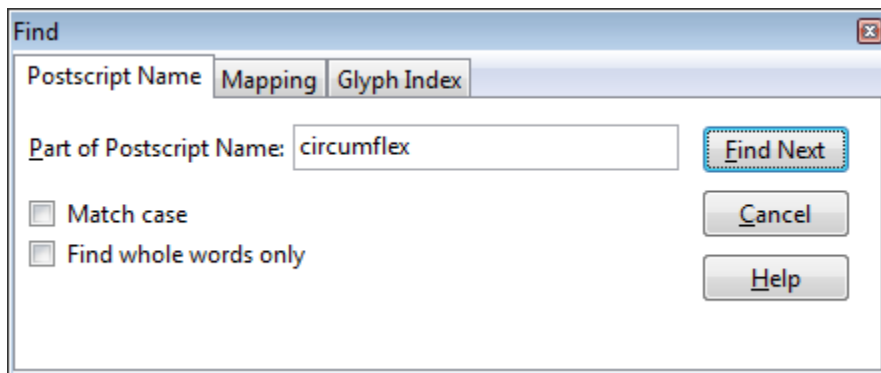 Find
Postscript Name Mapping Glyph Index
Part of Postscript Name: circumflex Find Next
Match case Cancel
Find whole words only
Help